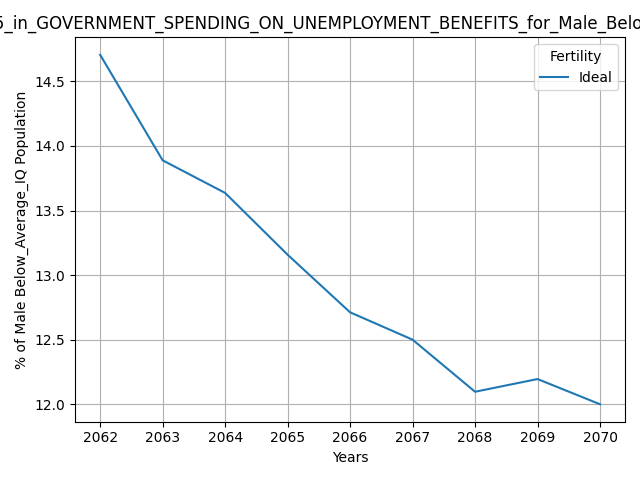 5_in_GOVERNMENT_SPENDING_ON_UNEMPLOYMENT_BENEFITS_for_Male_Belo
Fertility
Ideal
% of Male Below_Average_IQ Population
14.5
14.0
13.5
13.0
12.5
12.0
2062 2063 2064 2065 2066 2067 2068 2069 2070
Years